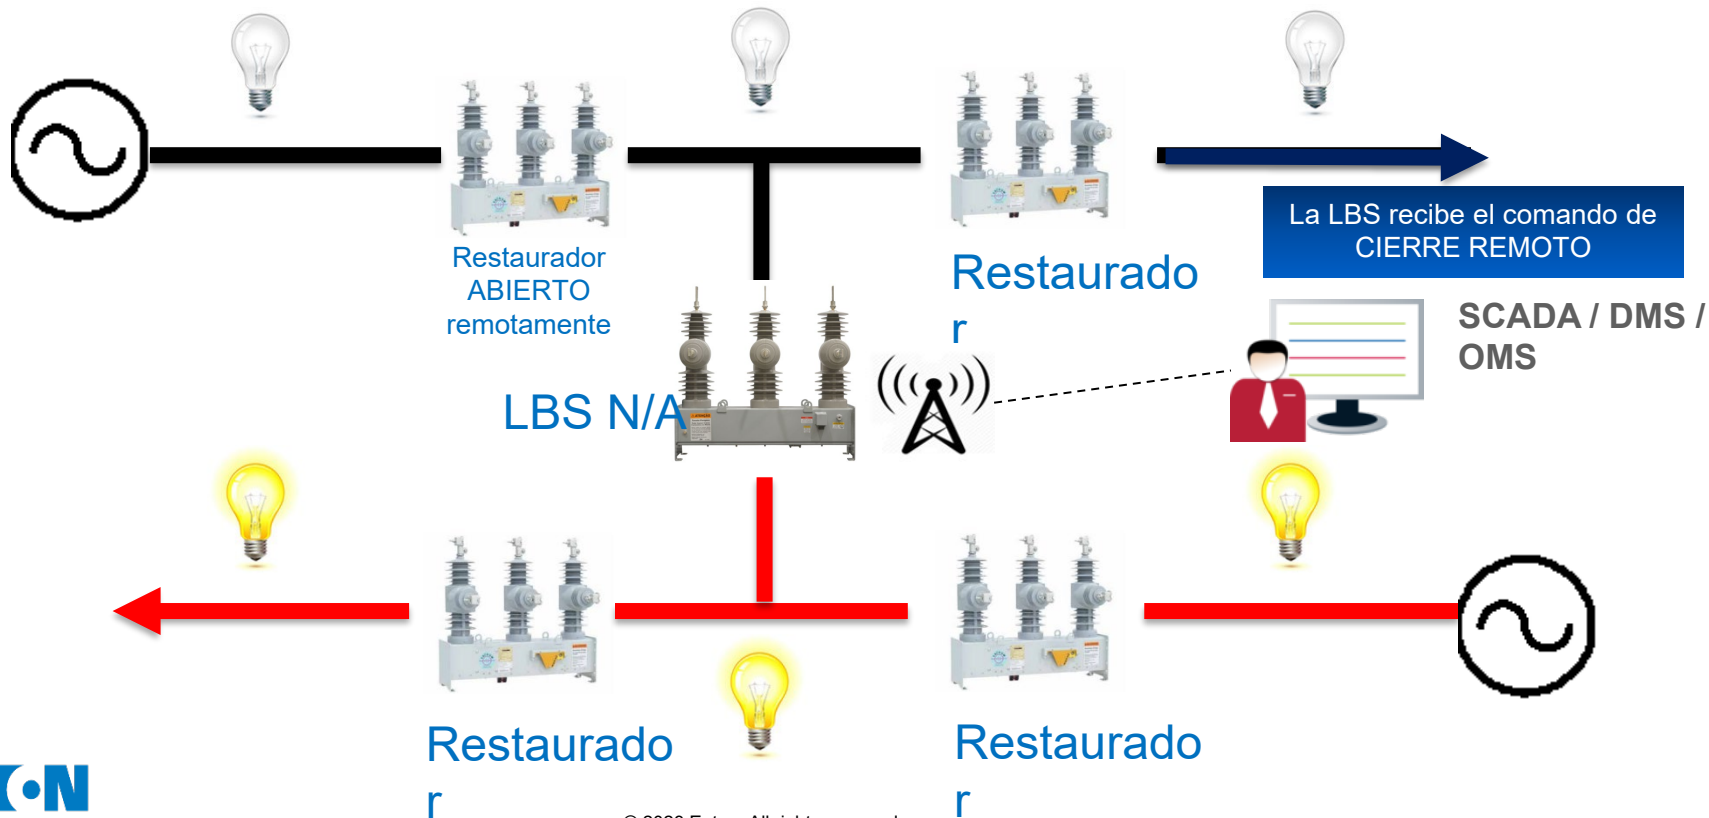 Restaurador
ABIERTO
remotamente
Restaurado
r
La LBS recibe el comando de
CIERRE REMOTO
SCADA / DMS /
OMS
LBS N/A
Restaurado
r
Restaurado
r